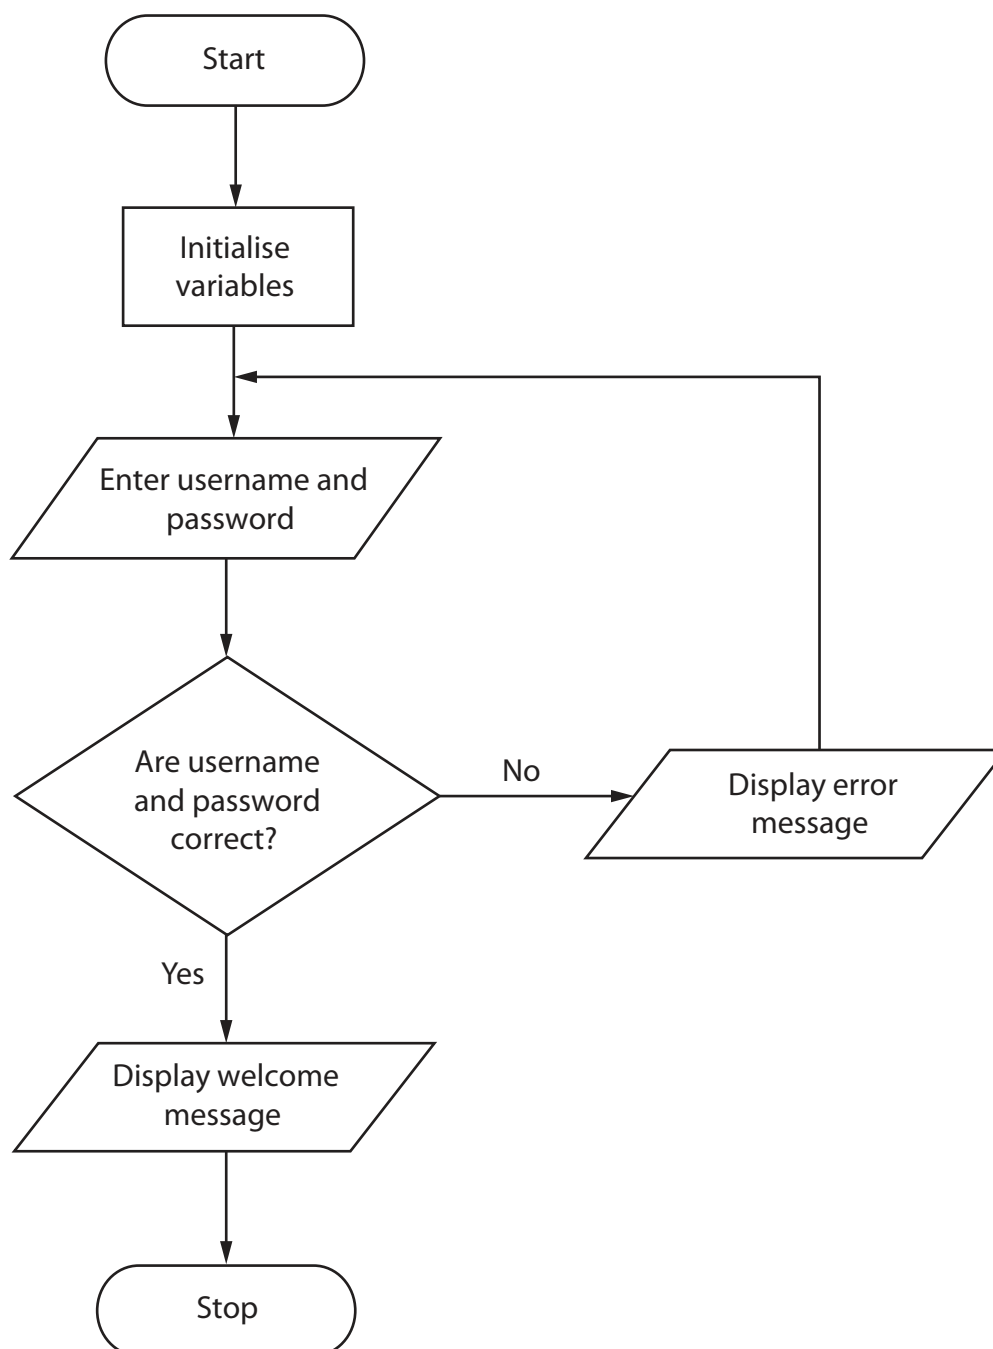 Start
Initialise
variables
Enter username and
password
Are username
and password
correct?
No
Display error
message
Yes
Display welcome
message
Stop